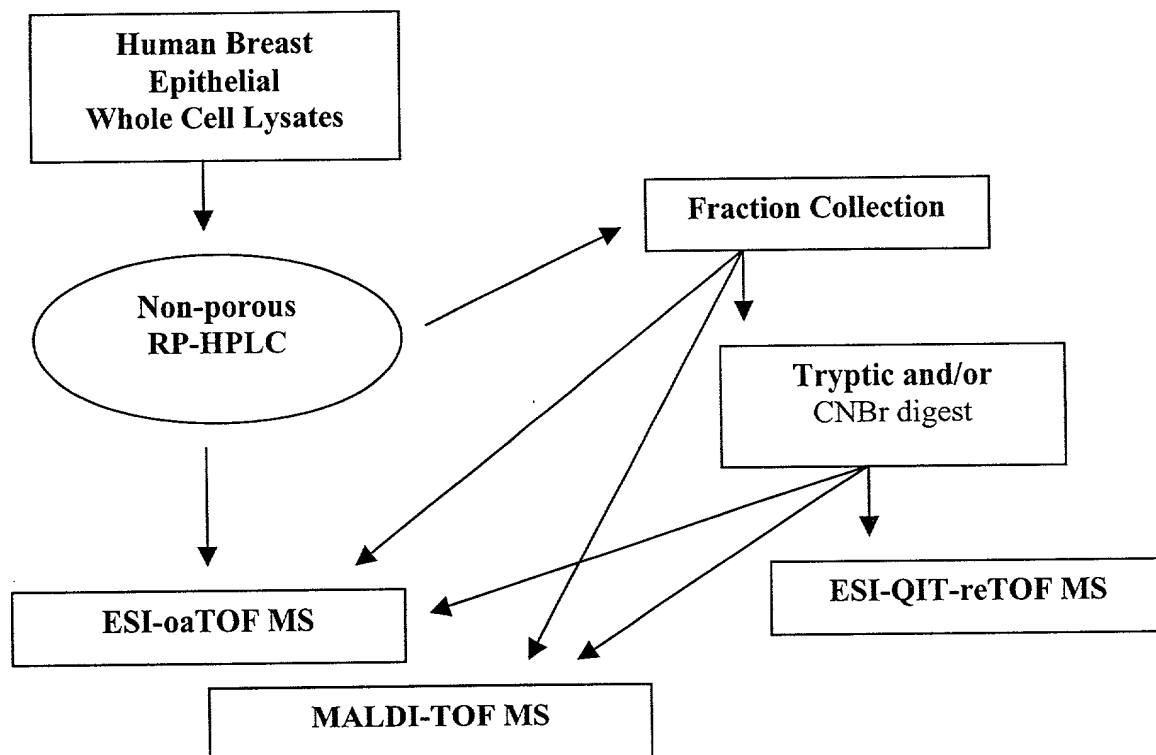 Human Breast
Epithelial
Whole Cell Lysates
Fraction Collection
Non-porous
RP-HPLC
Tryptic and/or
CNBr digest
ESI-QIT-reTOF MS
ESI-oaTOF MS
MALDI-TOF MS